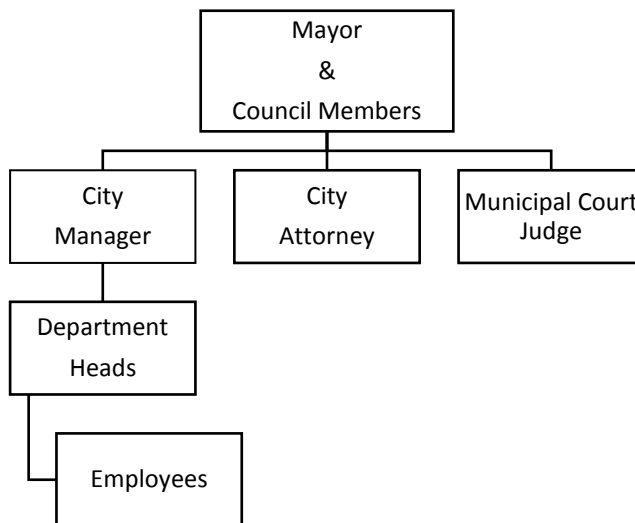 Mayor
&
Council Members
City
Manager
City
Attorney
Municipal Court
Judge
Department
Heads
Employees